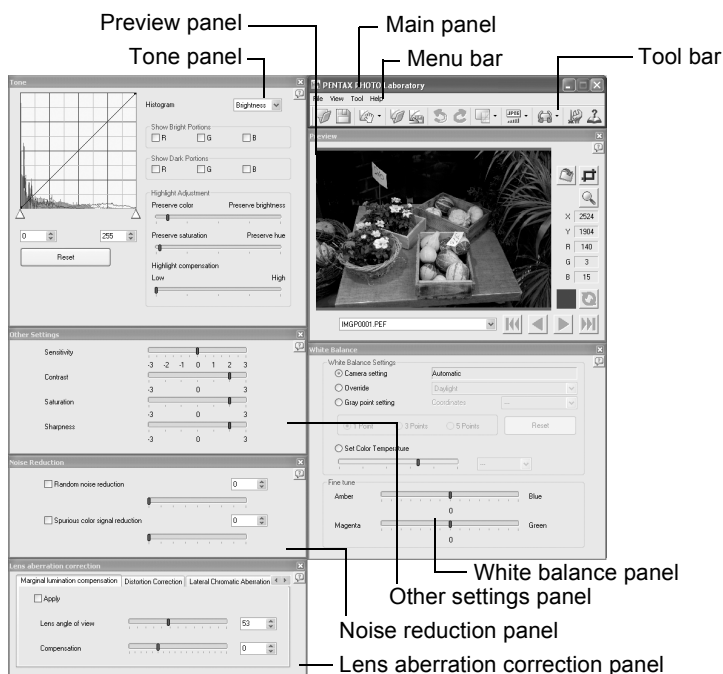 Preview panel
Main panel
Tone panel
Menu bar
Tool bar
Tone
Histogram
Brightness
Show Bright Portions
R G B
Show Dark Portions
R G B
Highlight Adjustment
Preserve color Preserve brightness
Preserve saturation Preserve hue
Highlight compensation
Low High
0 255
Reset
PENTAX PHOTO Laboratory
File View Tool Help
JPEG
Preview
X 2524
Y 1904
R 140
G 3
B 15
IMGP0001.PEF
Other Settings
Sensitivity
-3 -2 -1 0 1 2 3
Contrast
-3 0 3
Saturation
-3 0 3
Sharpness
-3 0 3
White Balance
White Balance Settings
Camera setting Automatic
Override Daylight
Gray point setting Coordinates ---
1 Point 3 Points 5 Points Reset
Set Color Temperature
---
Fine tune
Amber Blue
0
Magenta Green
0
Noise Reduction
Random noise reduction 0
Spurious color signal reduction 0
Lens aberration correction
Marginal lumination compensation Distortion Correction Lateral Chromatic Aberration
Apply
Lens angle of view 53
Compensation 0
White balance panel
Other settings panel
Noise reduction panel
Lens aberration correction panel